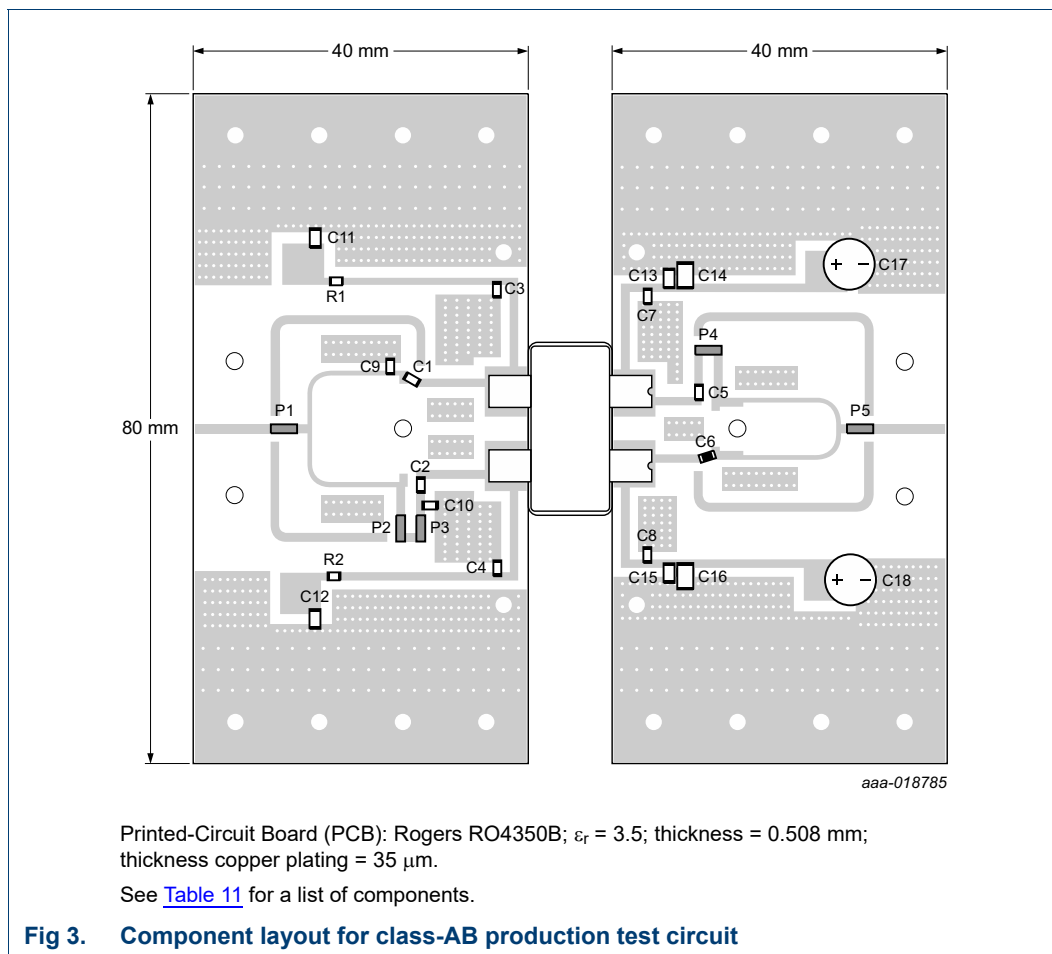 40 mm
40 mm
80 mm
C11
R1
C3
C9
C1
P1
C2
C10
P2
P3
R2
C4
C12
C13
C14
C17
+ −
C7
P4
C5
P5
C6
C8
C15
C16
C18
+ −
aaa-018785
Printed-Circuit Board (PCB): Rogers RO4350B; εr = 3.5; thickness = 0.508 mm;
thickness copper plating = 35 μm.
See Table 11 for a list of components.
Fig 3. Component layout for class-AB production test circuit